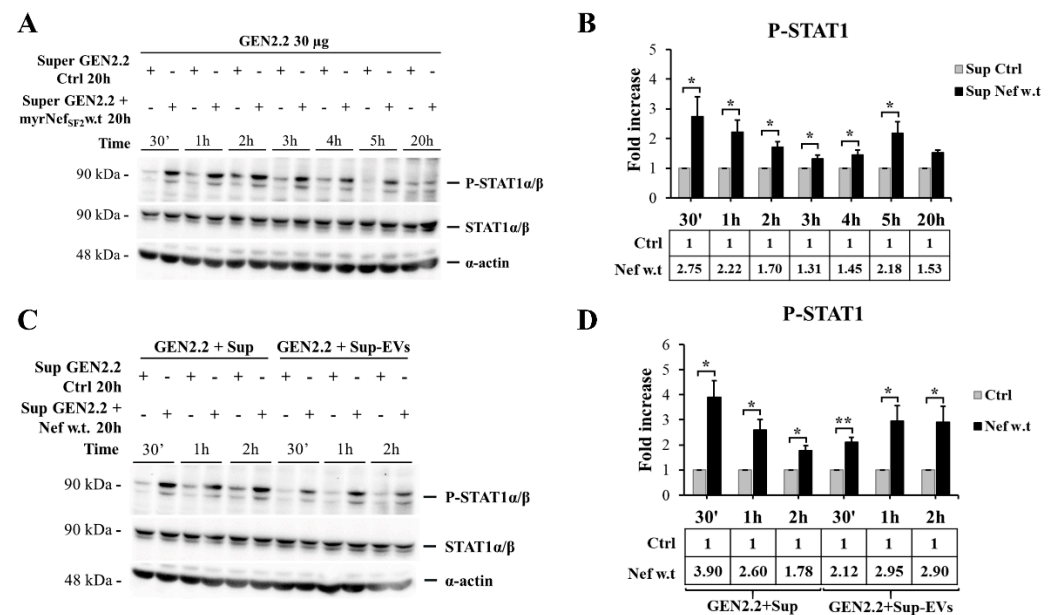 A
GEN2.2 30 µg
Super GEN2.2
Ctrl 20h
+ - + - + - + - + - + - + -
Super GEN2.2 +
myrNefSF2w.t 20h
- + - + - + - + - + - + - +
Time 30’ 1h 2h 3h 4h 5h 20h
90 kDa -
P-STAT1α/β
90 kDa -
STAT1α/β
48 kDa -
α-actin
B
P-STAT1
Fold increase
5
4
3
2
1
0
* * * * * *
Sup Ctrl
Sup Nef w.t
30' 1h 2h 3h 4h 5h 20h
Ctrl 1 1 1 1 1 1 1
Nef w.t 2.75 2.22 1.70 1.31 1.45 2.18 1.53
C
GEN2.2 + Sup GEN2.2 + Sup-EVs
Sup GEN2.2
Ctrl 20h
+ - + - + - + - + - + -
Sup GEN2.2 +
Nef w.t. 20h
- + - + - + - + - + - +
Time 30’ 1h 2h 30’ 1h 2h
90 kDa -
P-STAT1α/β
90 kDa -
STAT1α/β
48 kDa -
α-actin
D
P-STAT1
Fold increase
6
5
4
3
2
1
0
* * * ** * *
Ctrl
Nef w.t
30' 1h 2h 30' 1h 2h
Ctrl 1 1 1 1 1 1
Nef w.t 3.90 2.60 1.78 2.12 2.95 2.90
GEN2.2+Sup GEN2.2+Sup-EVs